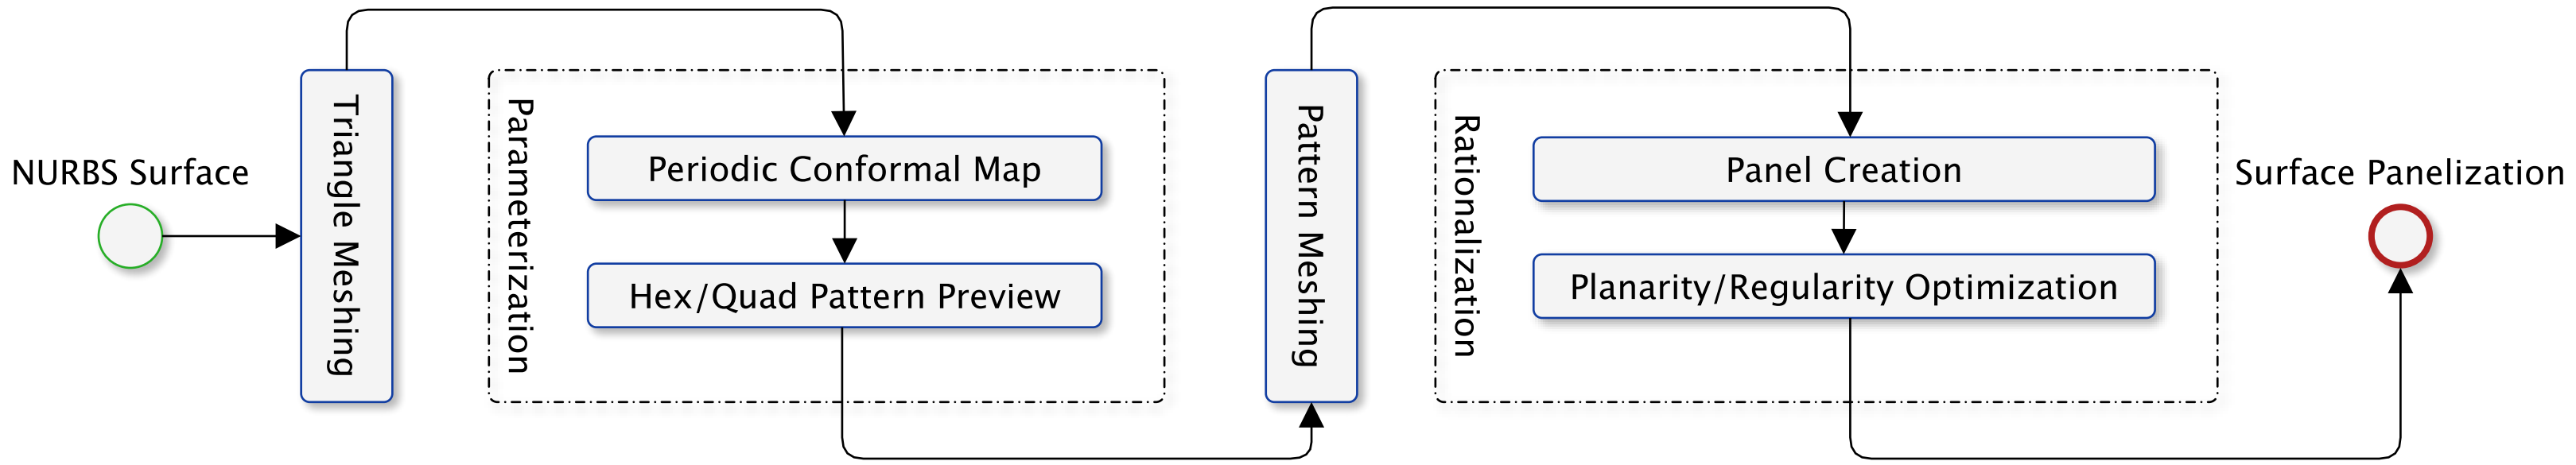 NURBS Surface
Triangle Meshing
Parameterization
Periodic Conformal Map
Hex/Quad Pattern Preview
Pattern Meshing
Rationalization
Panel Creation
Planarity/Regularity Optimization
Surface Panelization